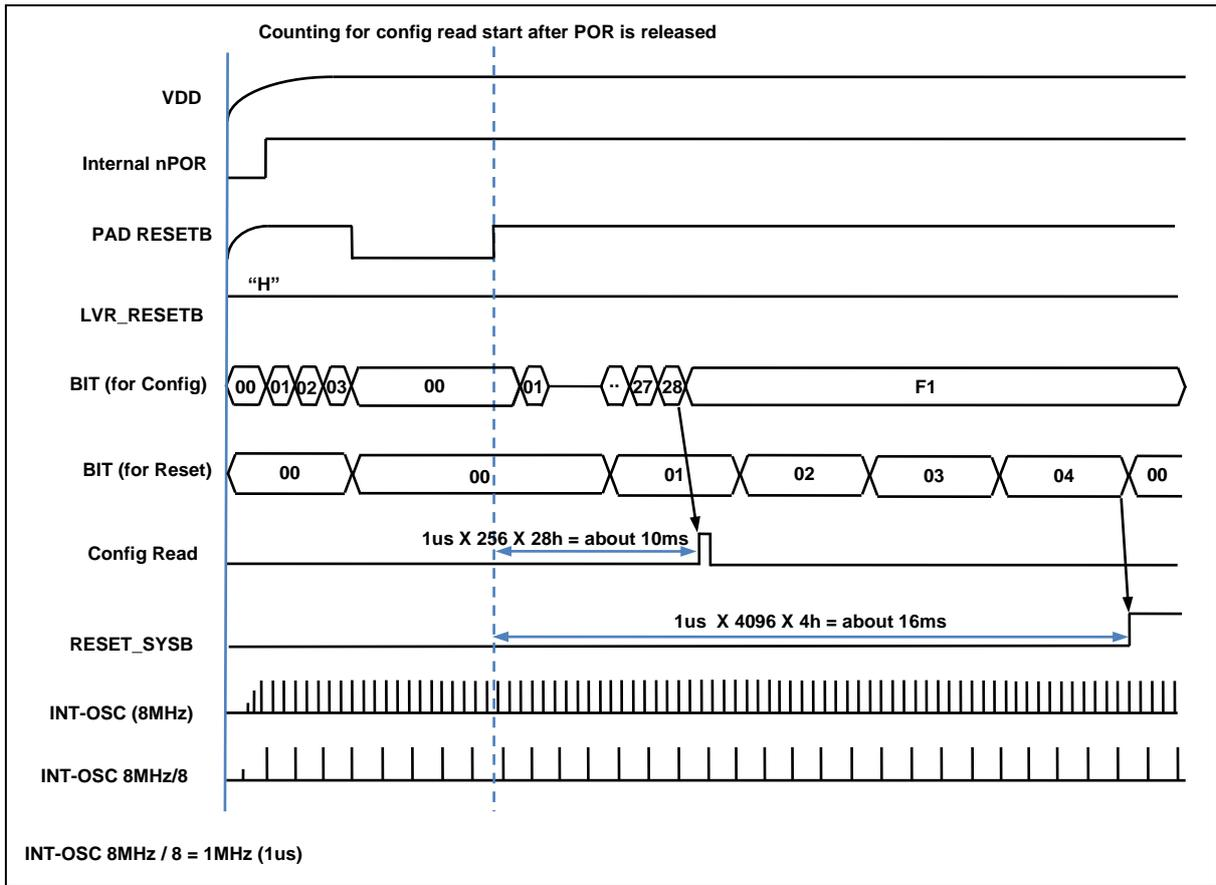 Counting for config read start after POR is released
VDD
Internal nPOR
PAD RESETB
“H”
LVR_RESETB
BIT (for Config) 00 01 02 03 00 01 .. 27 28 F1
BIT (for Reset) 00 00 01 02 03 04 00
1us X 256 X 28h = about 10ms
Config Read
1us X 4096 X 4h = about 16ms
RESET_SYSB
INT-OSC (8MHz)
INT-OSC 8MHz/8
INT-OSC 8MHz / 8 = 1MHz (1us)